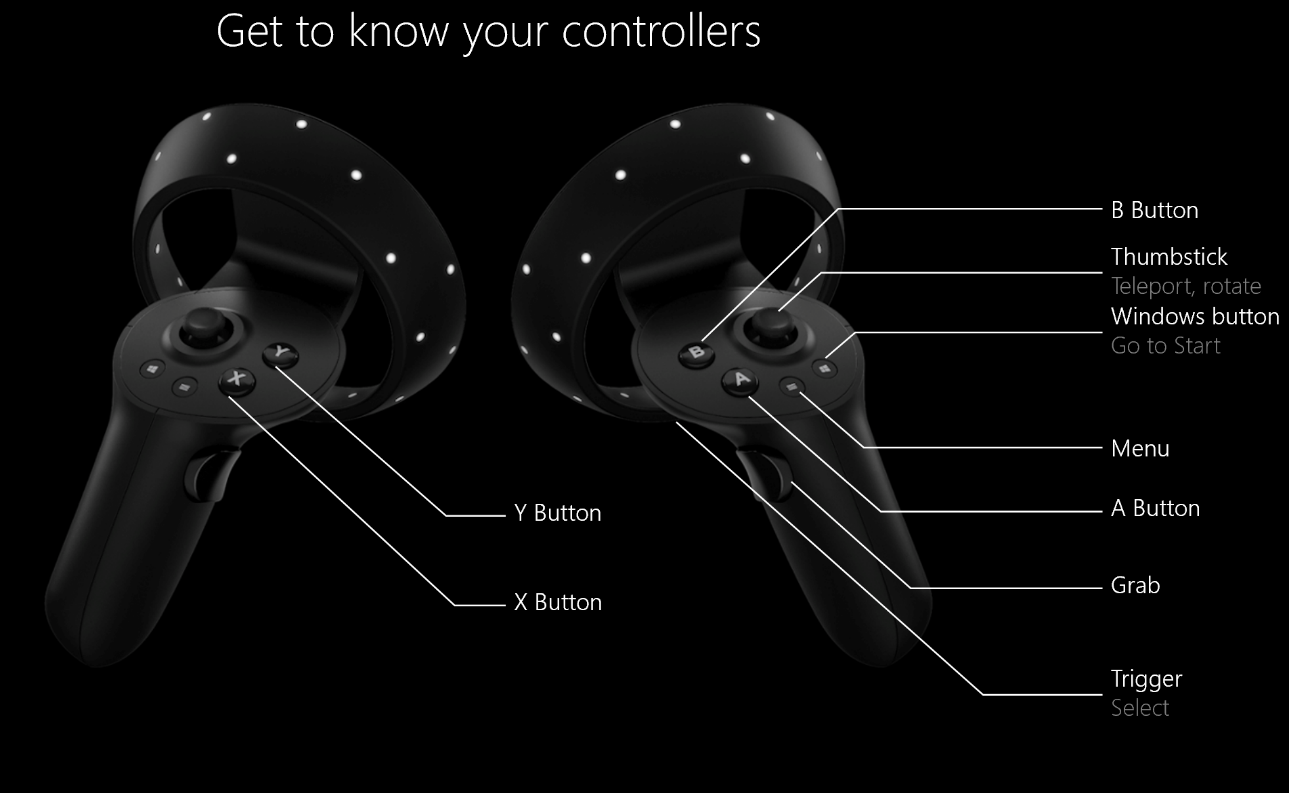 Get to know your controllers
B Button
Thumbstick
Teleport, rotate
Windows button
Go to Start
Y
X
B
A
Menu
Y Button
A Button
Grab
X Button
Trigger
Select